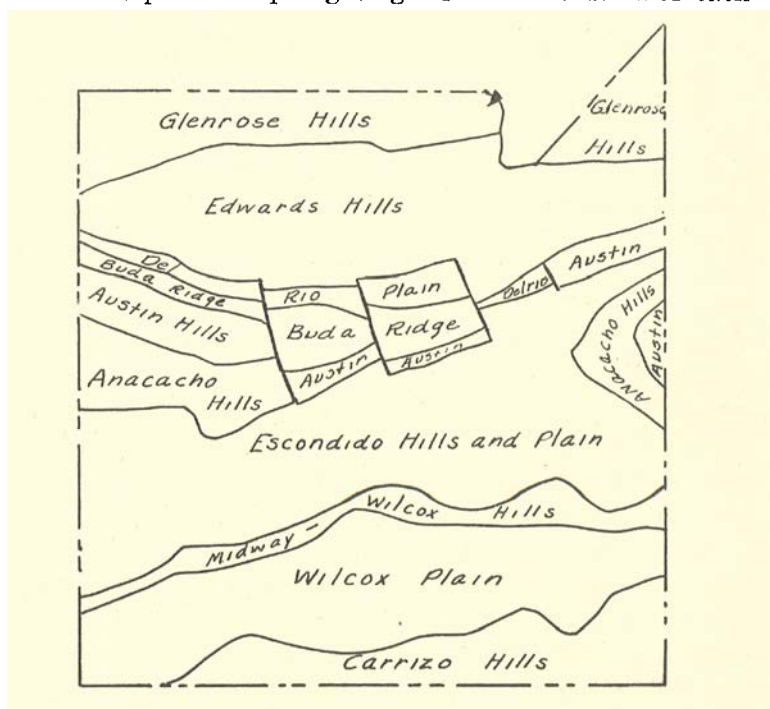 Glenrose Hills
Glenrose
Hills
Edwards Hills
De Rio Plain
Delrio
Austin
Buda Ridge
Buda Ridge
Austin Hills
Austin
Austin
Anacacho Hills
Austin
Anacacho
Hills
Escondido Hills and Plain
Midway - Wilcox Hills
Wilcox Plain
Carrizo Hills